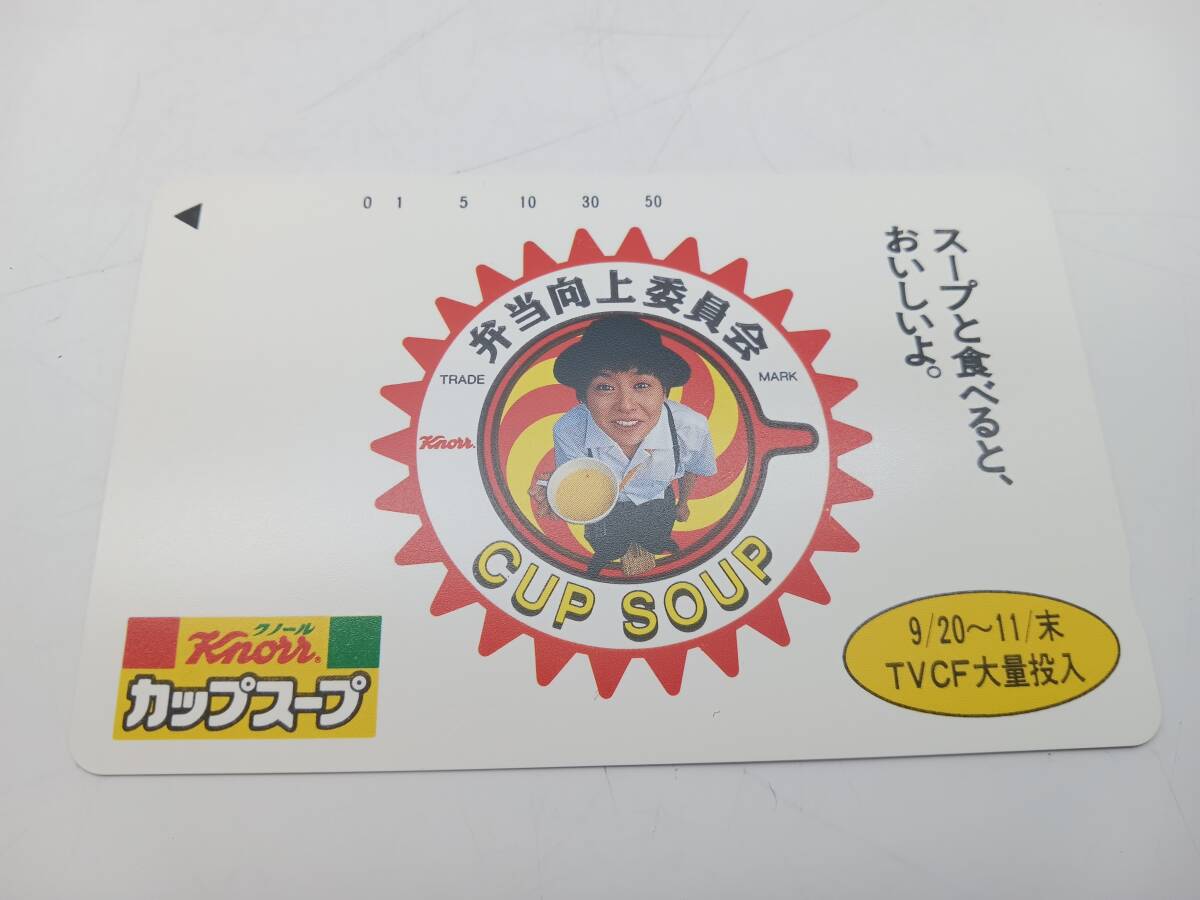 0 1 5 10 30 50
スープと食べると、
おいしいよ。
弁当向上委員会
TRADE MARK
Knorr.
CUP SOUP
クノール
Knorr®
カップスープ
9/20〜11/末
TVCF大量投入